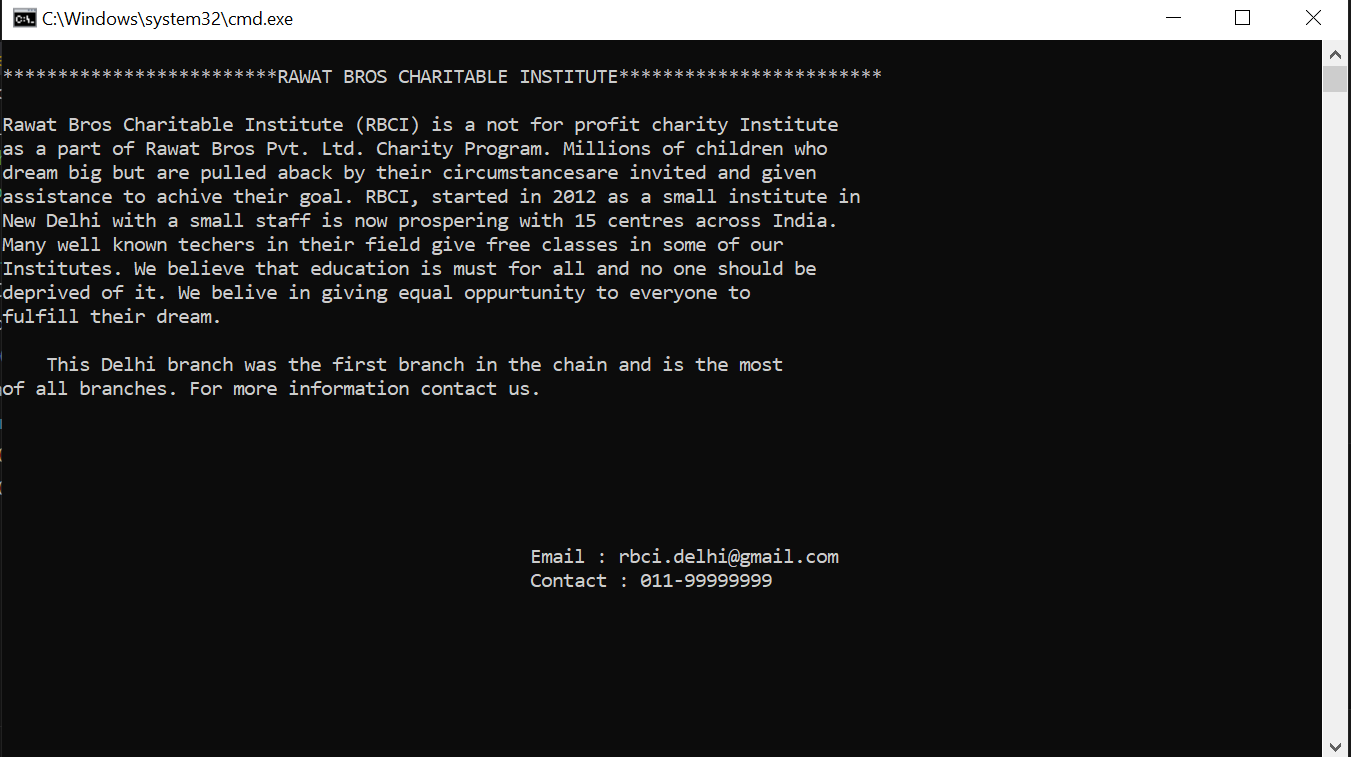 C:\Windows\system32\cmd.exe
*************************RAWAT BROS CHARITABLE INSTITUTE************************
Rawat Bros Charitable Institute (RBCI) is a not for profit charity Institute
as a part of Rawat Bros Pvt. Ltd. Charity Program. Millions of children who
dream big but are pulled aback by their circumstancesare invited and given
assistance to achive their goal. RBCI, started in 2012 as a small institute in
New Delhi with a small staff is now prospering with 15 centres across India.
Many well known techers in their field give free classes in some of our
Institutes. We believe that education is must for all and no one should be
deprived of it. We belive in giving equal oppurtunity to everyone to
fulfill their dream.
This Delhi branch was the first branch in the chain and is the most
of all branches. For more information contact us.
Email : rbci.delhi@gmail.com
Contact : 011-99999999